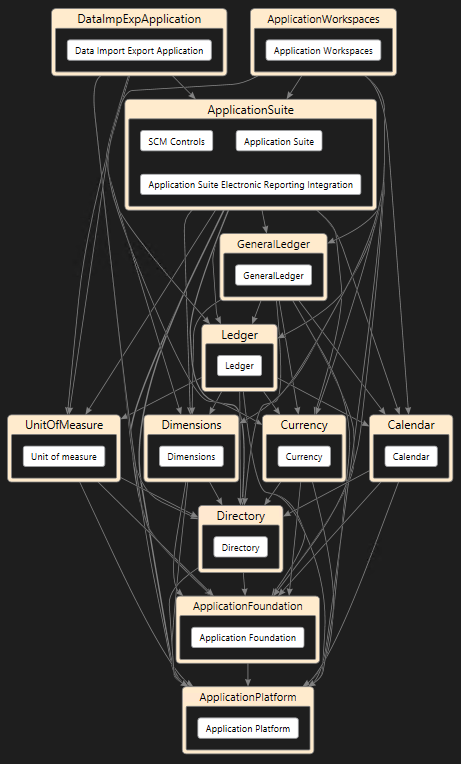 DataImpExpApplication
Data Import Export Application
ApplicationWorkspaces
Application Workspaces
ApplicationSuite
SCM Controls
Application Suite
Application Suite Electronic Reporting Integration
GeneralLedger
GeneralLedger
Ledger
Ledger
UnitOfMeasure
Unit of measure
Dimensions
Dimensions
Currency
Currency
Calendar
Calendar
Directory
Directory
ApplicationFoundation
Application Foundation
ApplicationPlatform
Application Platform